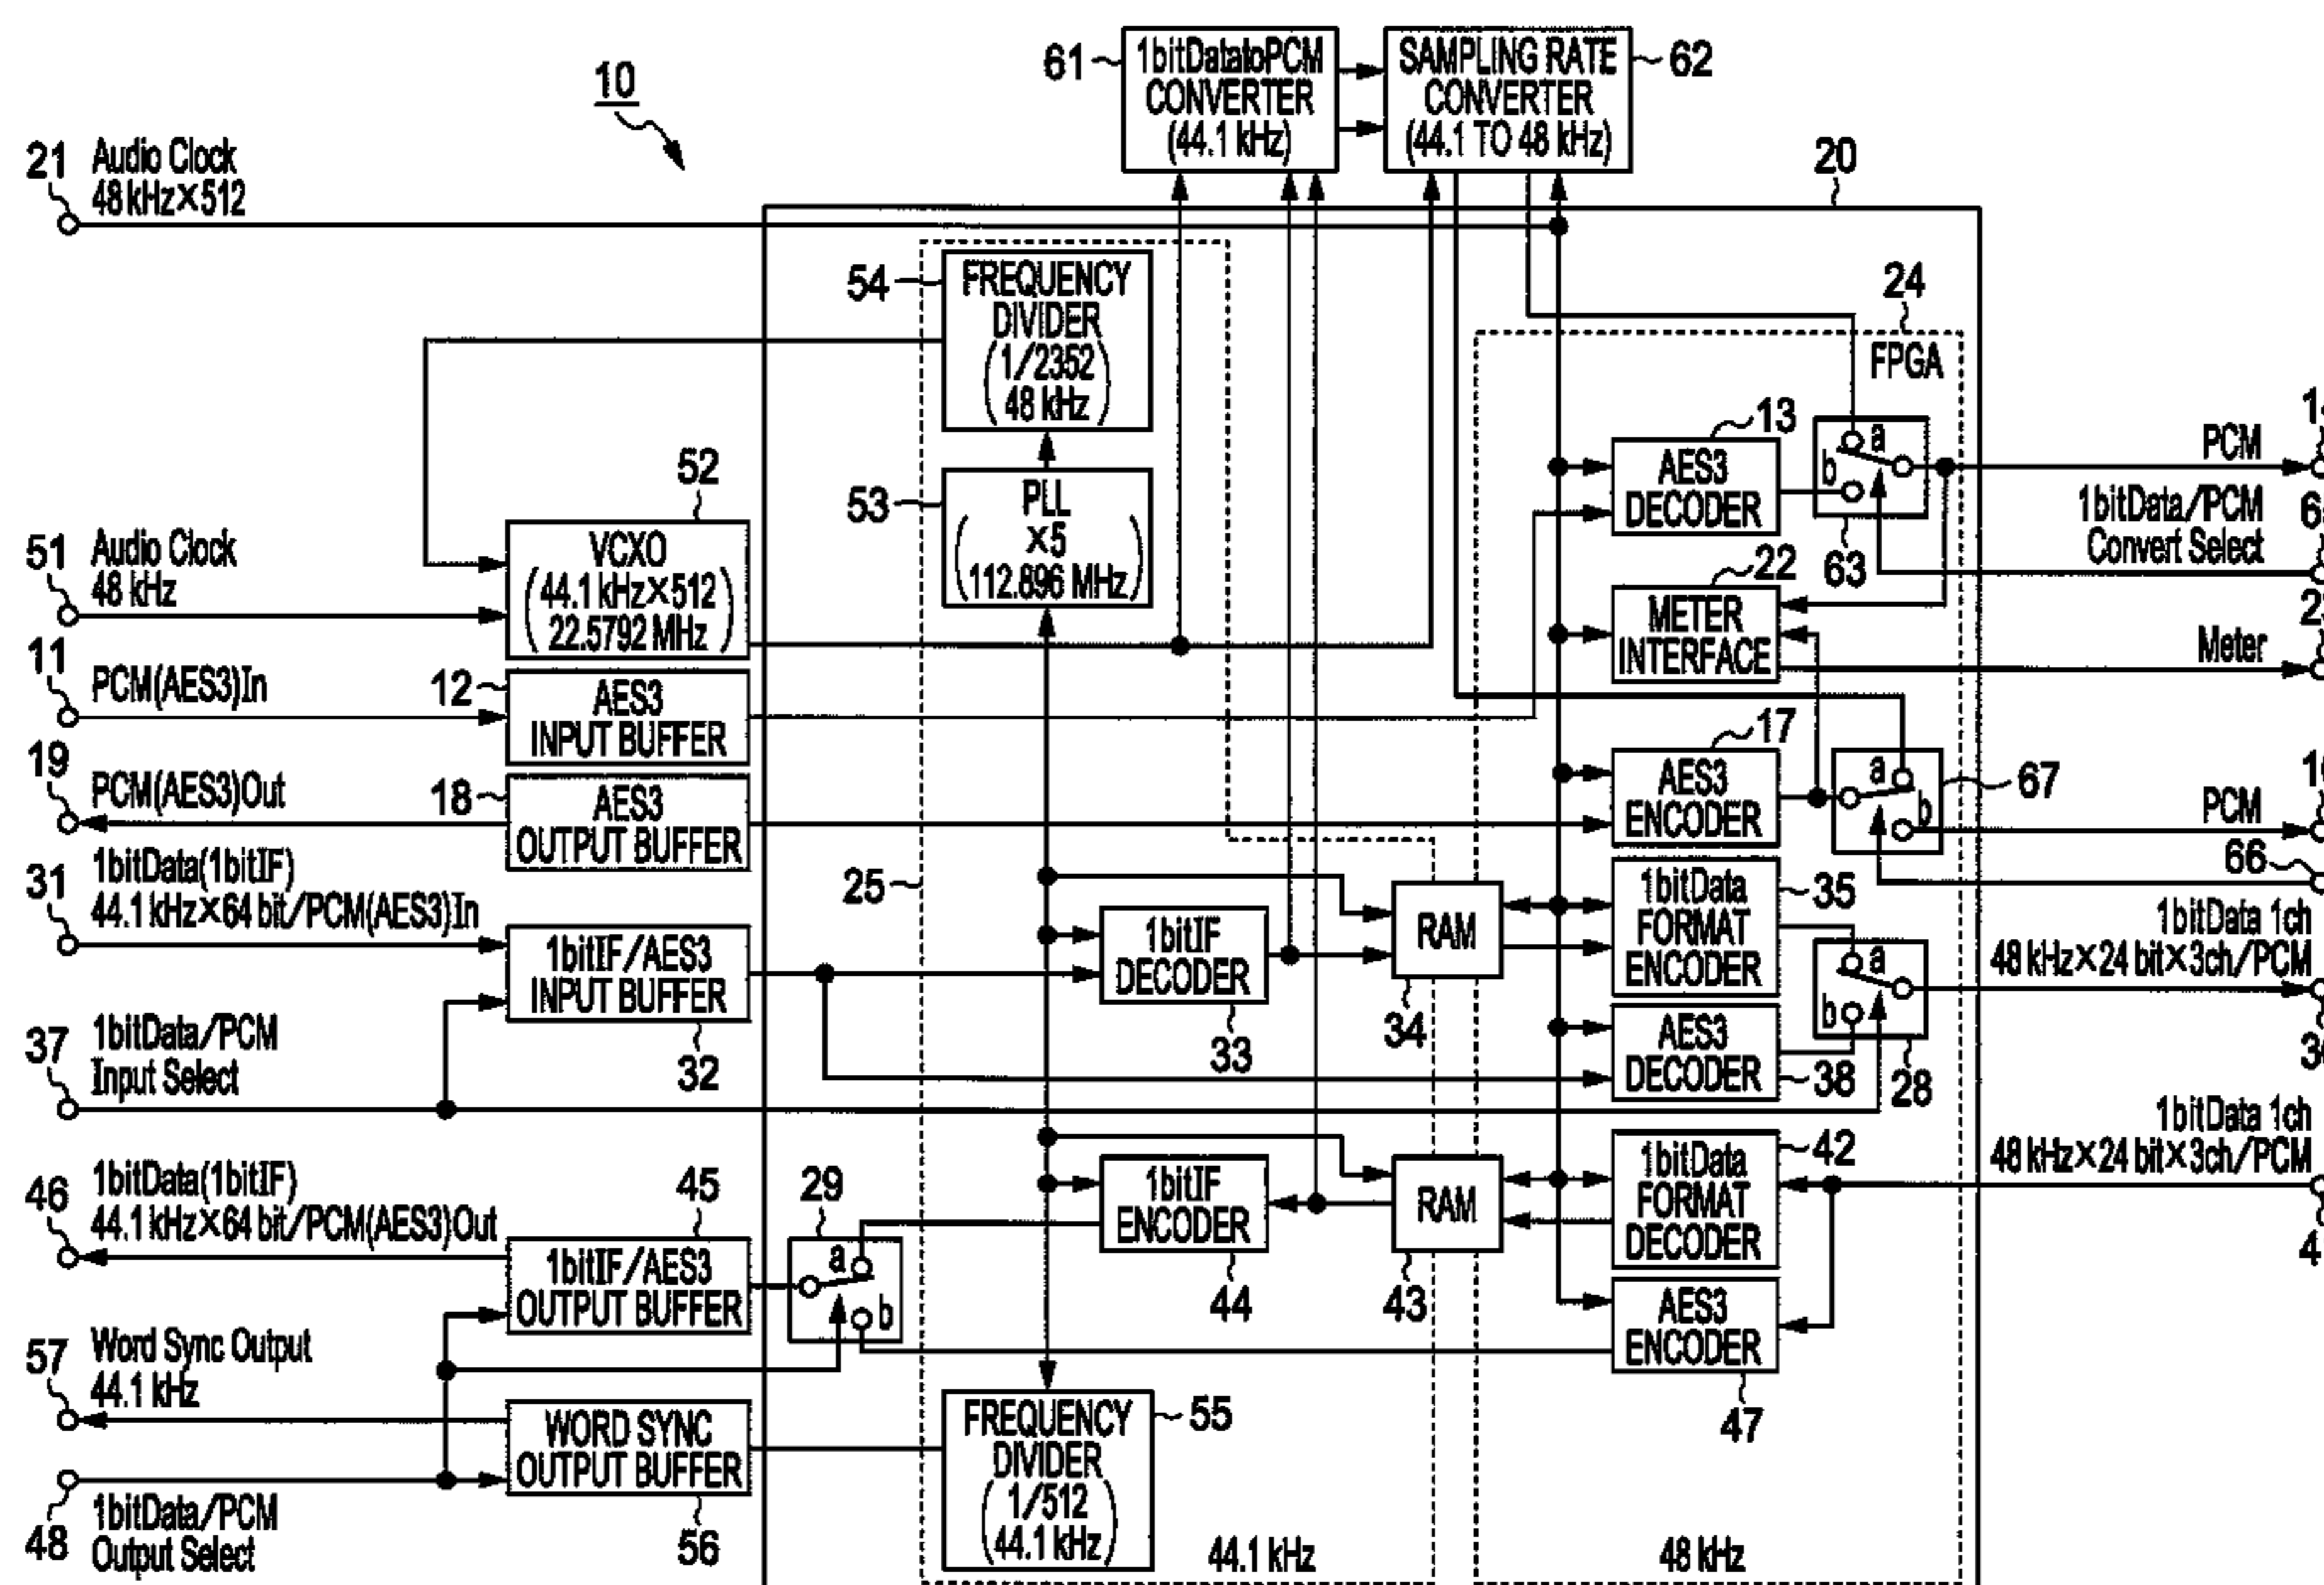 10
61
1bitDatatoPCM
CONVERTER
(44.1 kHz)
SAMPLING RATE
CONVERTER
(44.1 TO 48 kHz)
62
20
21
Audio Clock
48 kHz×512
54
FREQUENCY
DIVIDER
(1/2352
48 kHz)
24
FPGA
52
VCXO
(44.1 kHz×512
22.5792 MHz)
53
PLL
×5
(112.896 MHz)
13
AES3
DECODER
a
b
63
PCM
1bitData/PCM
Convert Select
51
Audio Clock
48 kHz
22
METER
INTERFACE
Meter
11
PCM(AES3)In
12
AES3
INPUT BUFFER
19
PCM(AES3)Out
18
AES3
OUTPUT BUFFER
17
AES3
ENCODER
a
b
67
PCM
66
31
1bitData(1bitIF)
44.1 kHz×64 bit/PCM(AES3)In
25
1bitIF/AES3
INPUT BUFFER
32
1bitIF
DECODER
33
RAM
34
35
1bitData
FORMAT
ENCODER
a
b
28
1bitData 1ch
48 kHz×24 bit×3ch/PCM
37
1bitData/PCM
Input Select
AES3
DECODER
38
46
1bitData(1bitIF)
44.1 kHz×64 bit/PCM(AES3)Out
45
1bitIF/AES3
OUTPUT BUFFER
29
a
b
1bitIF
ENCODER
44
RAM
43
1bitData
FORMAT
DECODER
42
1bitData 1ch
48 kHz×24 bit×3ch/PCM
AES3
ENCODER
47
57
Word Sync Output
44.1 kHz
WORD SYNC
OUTPUT BUFFER
56
FREQUENCY
DIVIDER
(1/512
44.1 kHz)
55
48
1bitData/PCM
Output Select
44.1 kHz
48 kHz